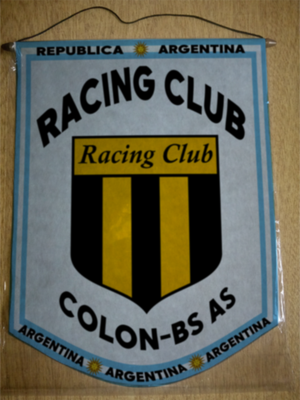 REPUBLICA ARGENTINA
RACING CLUB
Racing Club
COLON-BS AS
ARGENTINA ARGENTINA ARGENTINA